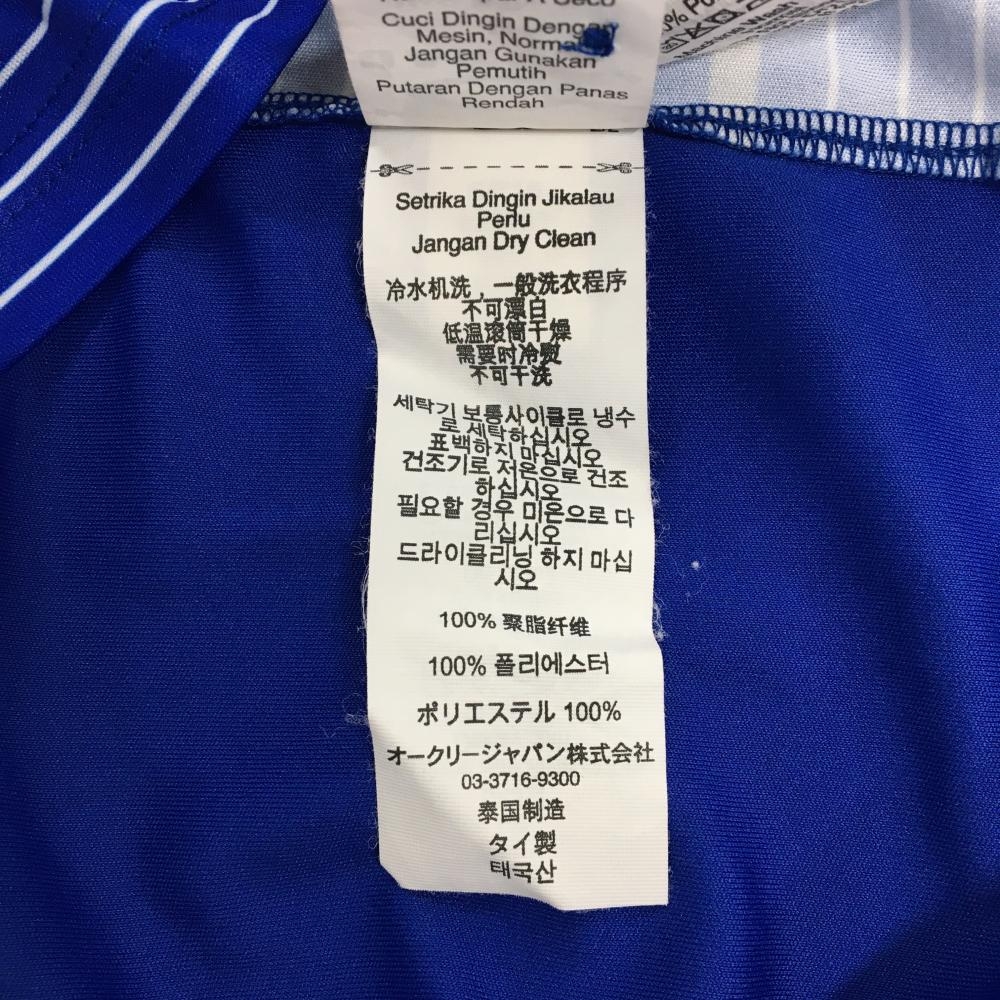 Cuci Dingin Dengan
Mesin, Normal
Jangan Gunakan
Pemutih
Putaran Dengan Panas
Rendah
Setrika Dingin Jikalau
Perlu
Jangan Dry Clean
冷水机洗，一般洗衣程序
不可漂白
低温滚筒干燥
需要时冷熨
不可干洗
세탁기 보통사이클로 냉수
로 세탁하십시오
표백하지 마십시오
건조기로 저온으로 건조
하십시오
필요할 경우 미온으로 다
리십시오
드라이클리닝 하지 마십
시오
100% 聚脂纤维
100% 폴리에스터
ポリエステル 100%
オークリージャパン株式会社
03-3716-9300
泰国制造
タイ製
태국산